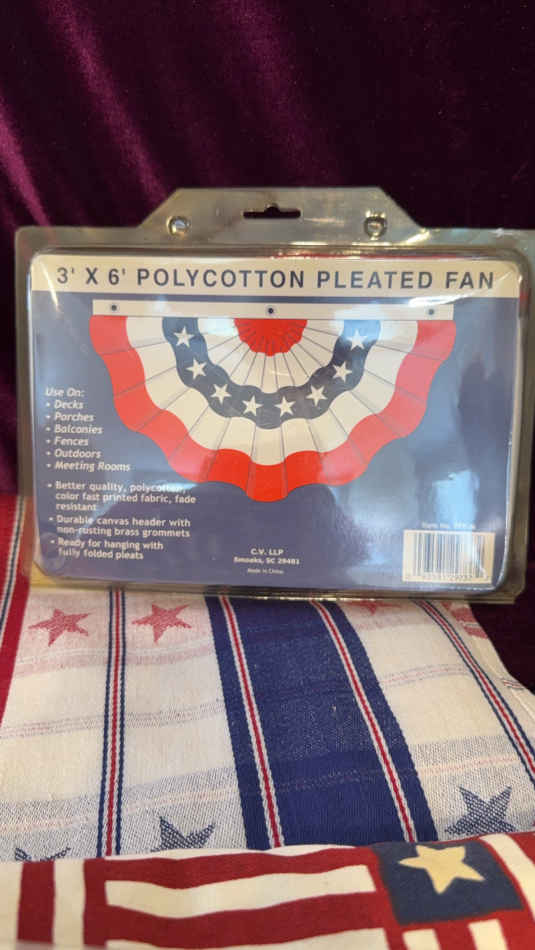 3' X 6' POLYCOTTON PLEATED FAN
Use On:
• Decks
• Porches
• Balconies
• Fences
• Outdoors
• Meeting Rooms
• Better quality, polycotton
color fast printed fabric, fade
resistant
• Durable canvas header with
non-rusting brass grommets
• Ready for hanging with
fully folded pleats
C.V. LLP
Smoaks, SC 29481
Made in China
Item No.